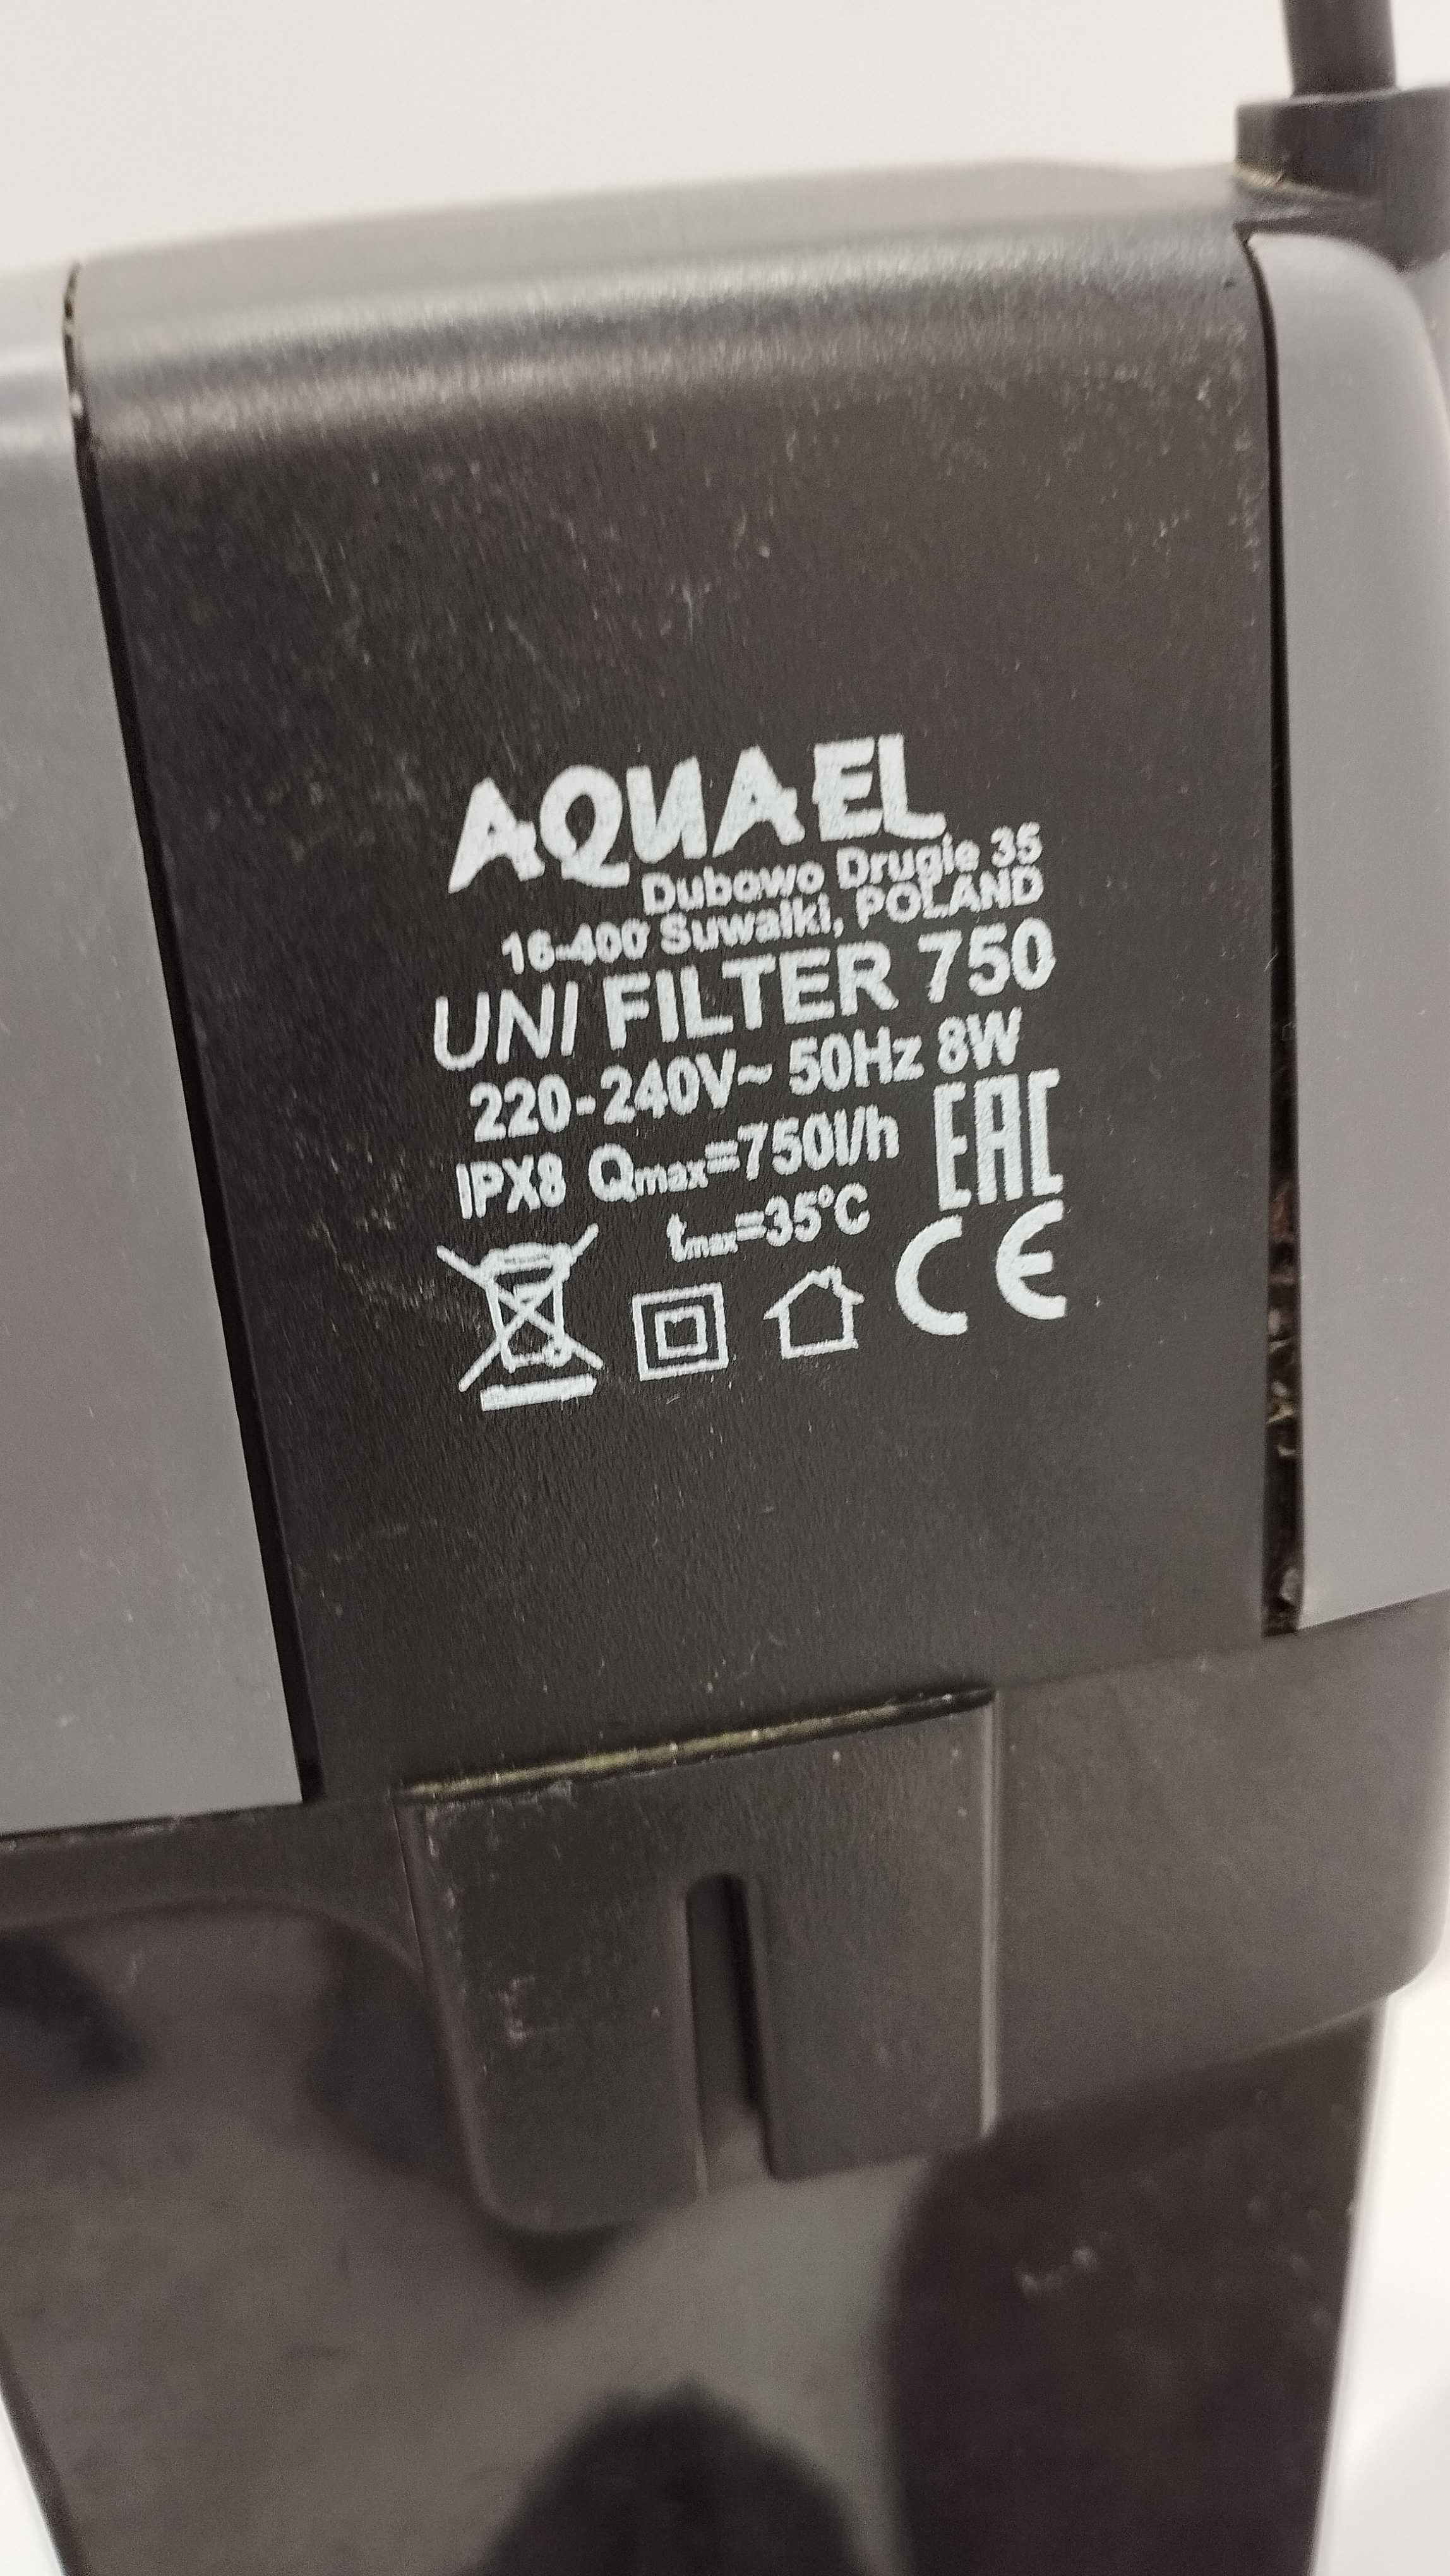 AQUAEL
Dubowo Drugie 35
16-400 Suwałki, POLAND
UNI FILTER 750
220-240V~ 50Hz 8W
IPX8 Qmax=750l/h EAC
tmax=35°C
CE